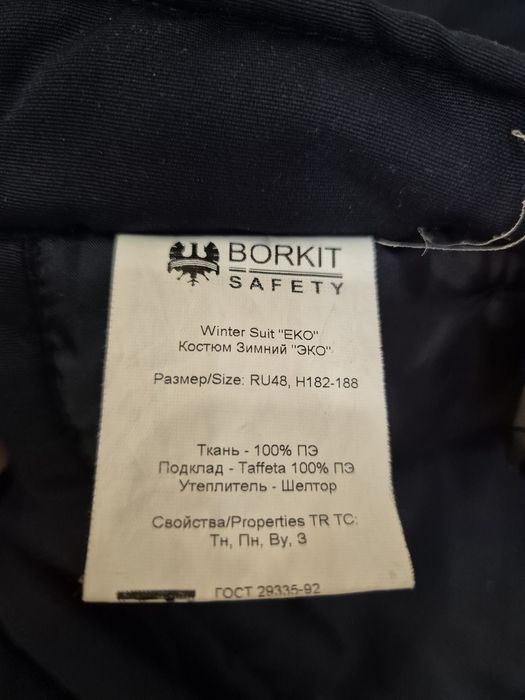 BORKIT
SAFETY
Winter Suit "EKO"
Костюм Зимний "ЭКО"
Размер/Size: RU48, H182-188
Ткань - 100% ПЭ
Подклад - Taffeta 100% ПЭ
Утеплитель - Шелтор
Свойства/Properties TR TC:
Тн, Пн, Ву, З
ГОСТ 29335-92